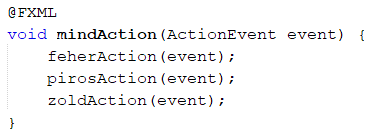 @FXML
void mindAction(ActionEvent event) {
    feherAction(event);
    pirosAction(event);
    zoldAction(event);
}